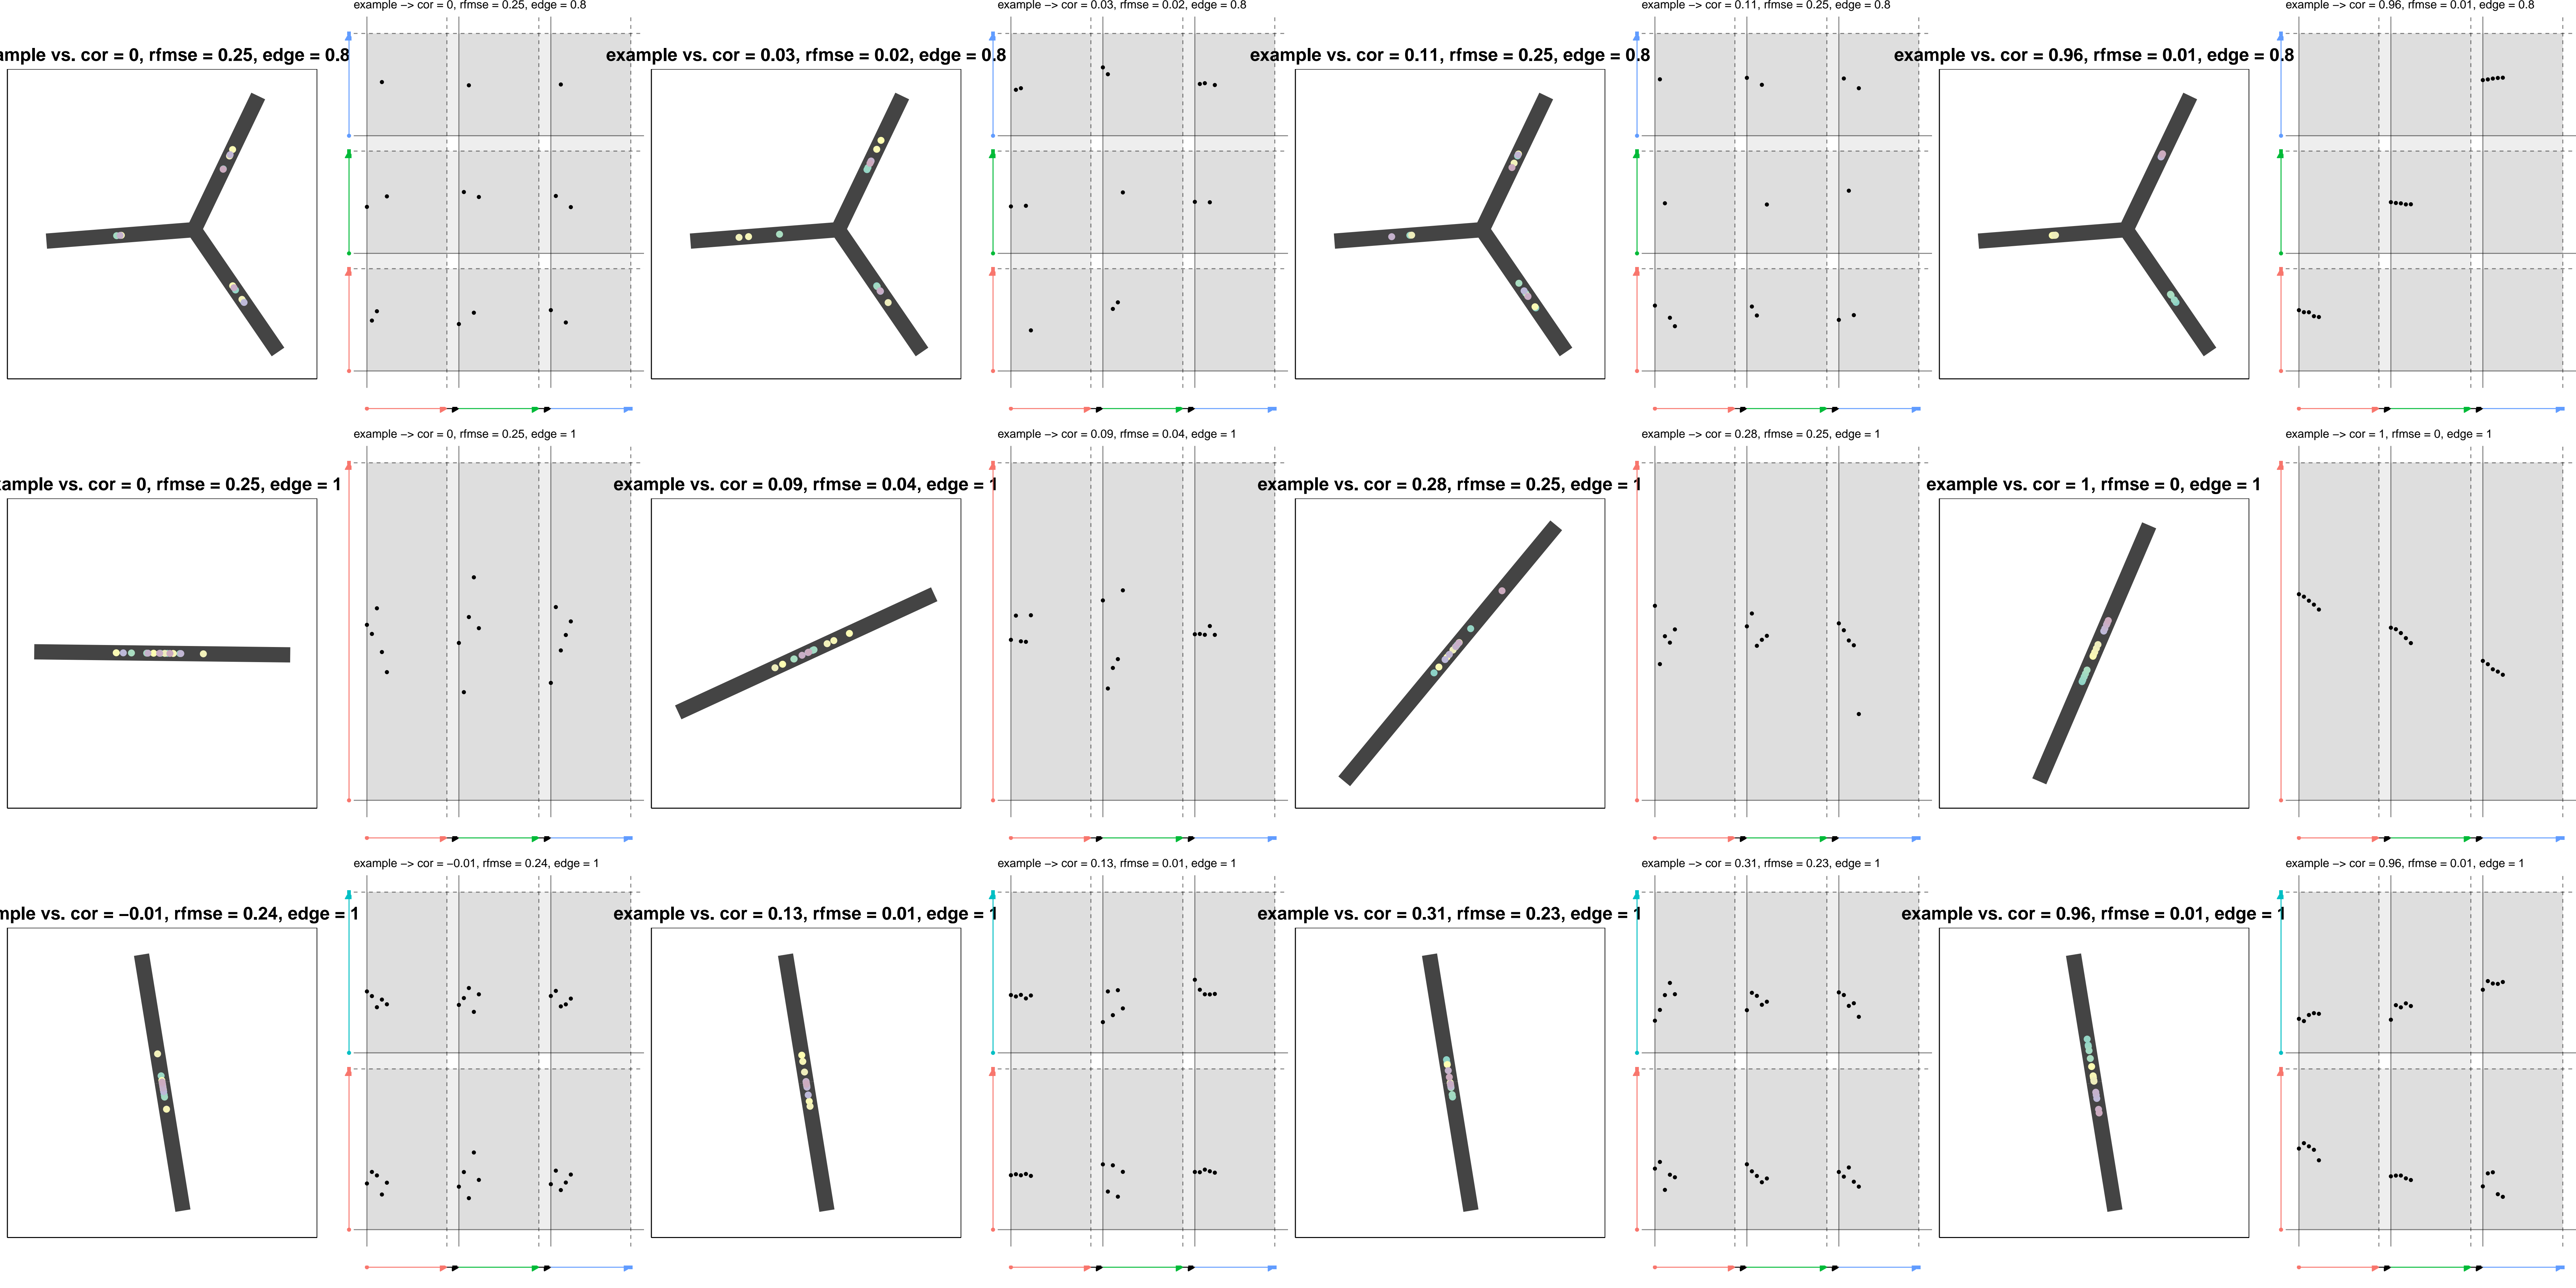 example −> cor = 0, rfmse = 0.25, edge = 0.8
example −> cor = 0.03, rfmse = 0.02, edge = 0.8
example −> cor = 0.11, rfmse = 0.25, edge = 0.8
example −> cor = 0.96, rfmse = 0.01, edge = 0.8
ample vs. cor = 0, rfmse = 0.25, edge = 0.8
example vs. cor = 0.03, rfmse = 0.02, edge = 0.8
example vs. cor = 0.11, rfmse = 0.25, edge = 0.8
example vs. cor = 0.96, rfmse = 0.01, edge = 0.8
example −> cor = 0, rfmse = 0.25, edge = 1
example −> cor = 0.09, rfmse = 0.04, edge = 1
example −> cor = 0.28, rfmse = 0.25, edge = 1
example −> cor = 1, rfmse = 0, edge = 1
xample vs. cor = 0, rfmse = 0.25, edge = 1
example vs. cor = 0.09, rfmse = 0.04, edge = 1
example vs. cor = 0.28, rfmse = 0.25, edge = 1
example vs. cor = 1, rfmse = 0, edge = 1
example −> cor = −0.01, rfmse = 0.24, edge = 1
example −> cor = 0.13, rfmse = 0.01, edge = 1
example −> cor = 0.31, rfmse = 0.23, edge = 1
example −> cor = 0.96, rfmse = 0.01, edge = 1
mple vs. cor = −0.01, rfmse = 0.24, edge = 1
example vs. cor = 0.13, rfmse = 0.01, edge = 1
example vs. cor = 0.31, rfmse = 0.23, edge = 1
example vs. cor = 0.96, rfmse = 0.01, edge = 1